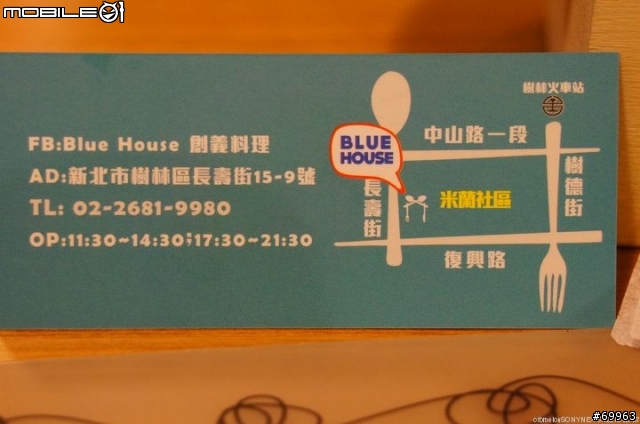 MOBILE01
FB:Blue House 創義料理
AD:新北市樹林區長壽街15-9號
TL: 02-2681-9980
OP:11:30~14:30;17:30~21:30
樹林火車站
中山路一段
BLUE
HOUSE
長壽街
米蘭社區
樹德街
復興路
#69963